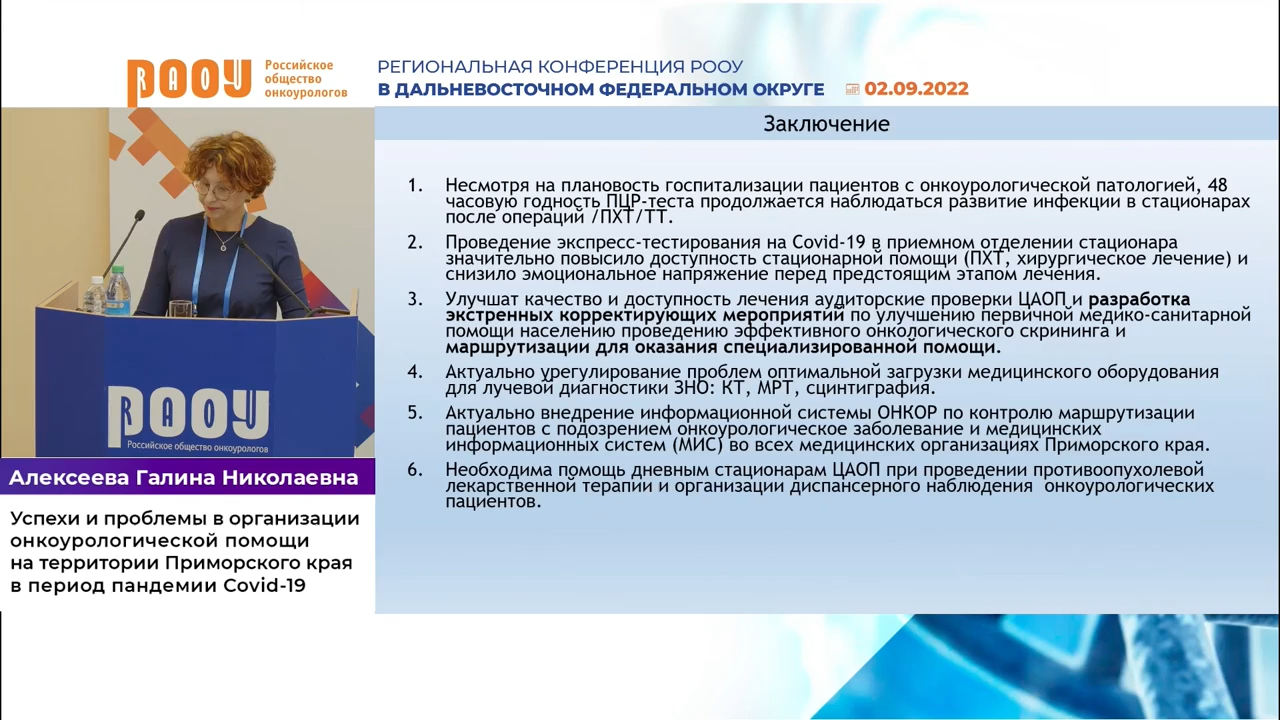 РООУ
RAOU
Российское
общество
онкоурологов
РЕГИОНАЛЬНАЯ КОНФЕРЕНЦИЯ РООУ
В ДАЛЬНЕВОСТОЧНОМ ФЕДЕРАЛЬНОМ ОКРУГЕ
02.09.2022
Заключение
1. Несмотря на плановость госпитализации пациентов с онкоурологической патологией, 48
часовую годность ПЦР-теста продолжается наблюдаться развитие инфекции в стационарах
после операций /ПХТ/ТТ.
2. Проведение экспресс-тестирования на Covid-19 в приемном отделении стационара
значительно повысило доступность стационарной помощи (ПХТ, хирургическое лечение) и
снизило эмоциональное напряжение перед предстоящим этапом лечения.
3. Улучшат качество и доступность лечения аудиторские проверки ЦАОП и разработка
экстренных корректирующих мероприятий по улучшению первичной медико-санитарной
помощи населению проведению эффективного онкологического скрининга и
маршрутизации для оказания специализированной помощи.
4. Актуально урегулирование проблем оптимальной загрузки медицинского оборудования
для лучевой диагностики ЗНО: КТ, МРТ, сцинтиграфия.
5. Актуально внедрение информационной системы ОНКОР по контролю маршрутизации
пациентов с подозрением онкоурологическое заболевание и медицинских
информационных систем (МИС) во всех медицинских организациях Приморского края.
6. Необходима помощь дневным стационарам ЦАОП при проведении противоопухолевой
лекарственной терапии и организации диспансерного наблюдения онкоурологических
пациентов.
РООУ
RAOU
Российское общество онкоурологов
Алексеева Галина Николаевна
Успехи и проблемы в организации
онкоурологической помощи
на территории Приморского края
в период пандемии Covid-19